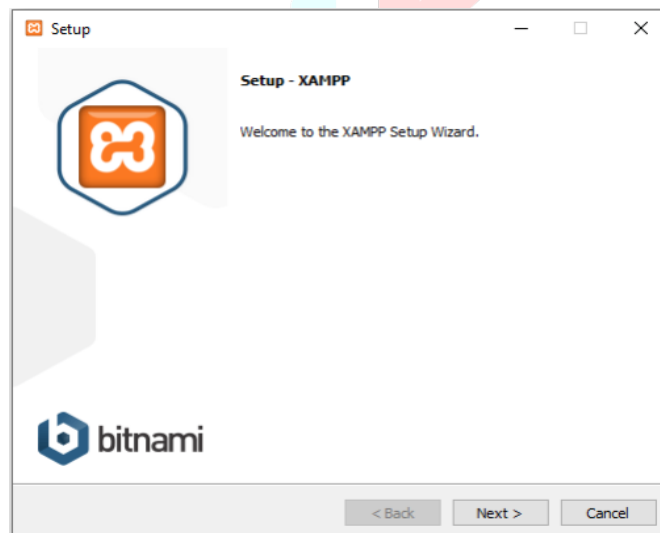 Setup
Setup - XAMPP
Welcome to the XAMPP Setup Wizard.
bitnami
< Back
Next >
Cancel